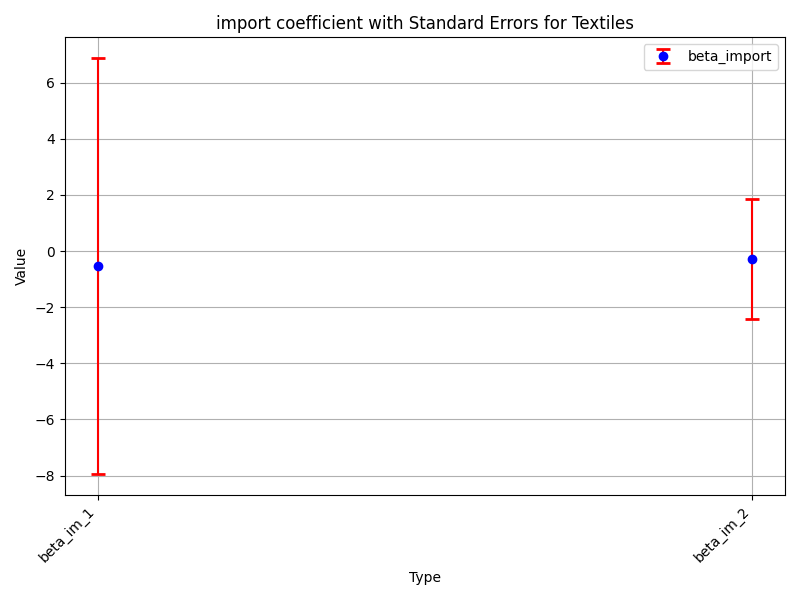 import coefficient with Standard Errors for Textiles
beta_import
6
4
2
0
−2
−4
−6
−8
Value
beta_im_1
beta_im_2
Type